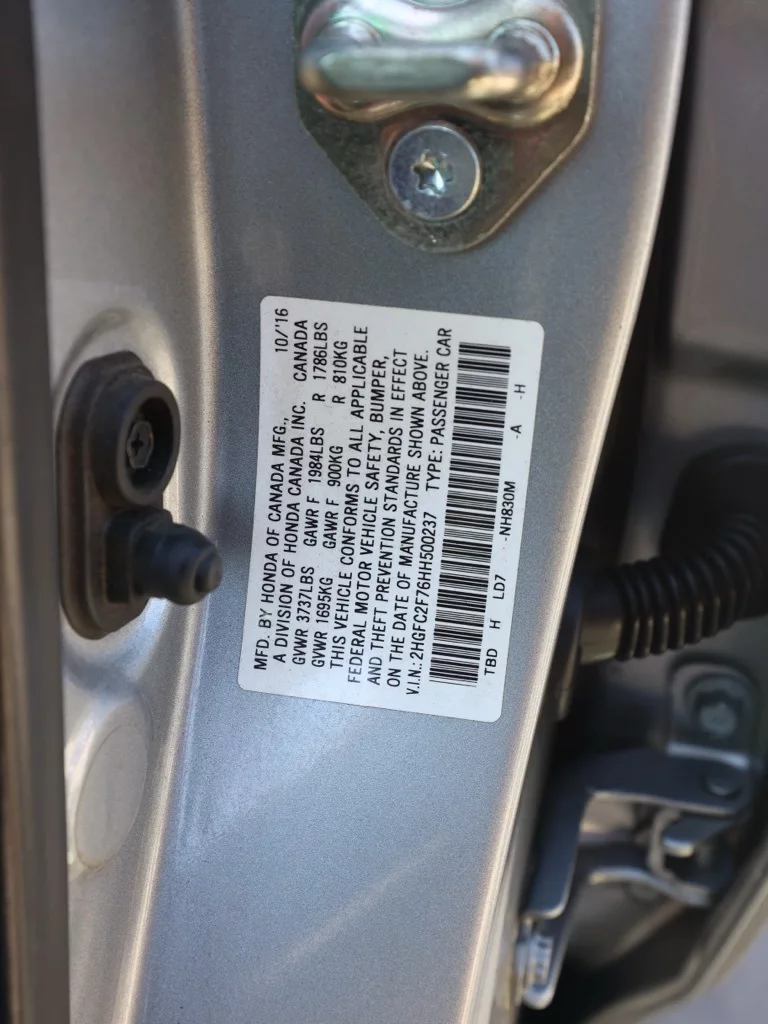 MFD. BY HONDA OF CANADA MFG., 10/'16
A DIVISION OF HONDA CANADA INC. CANADA
GVWR 3737LBS GAWR F 1984LBS R 1786LBS
GVWR 1695KG GAWR F 900KG R 810KG
THIS VEHICLE CONFORMS TO ALL APPLICABLE
FEDERAL MOTOR VEHICLE SAFETY, BUMPER,
AND THEFT PREVENTION STANDARDS IN EFFECT
ON THE DATE OF MANUFACTURE SHOWN ABOVE.
V.I.N.: 2HGFC2F76HH500237 TYPE: PASSENGER CAR
TBD H LD7 -NH830M -A -H